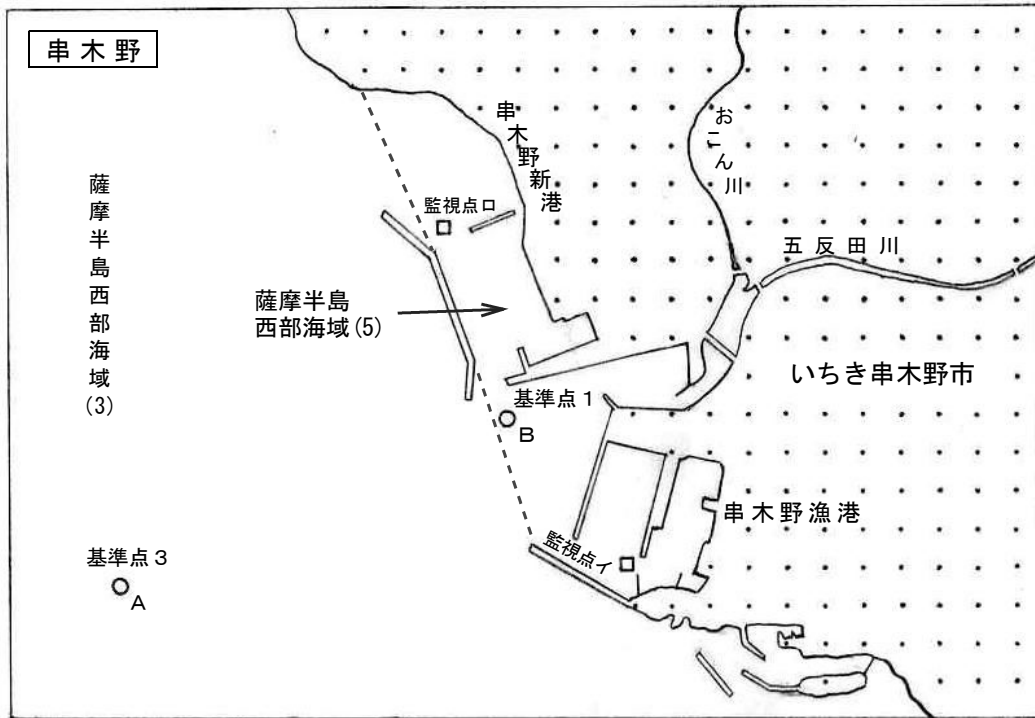 串木野
串木野新港
おこん川
薩摩半島西部海域(3)
監視点ロ
五反田川
薩摩半島
西部海域(5)
いちき串木野市
基準点1
B
串木野漁港
監視点イ
基準点3
A